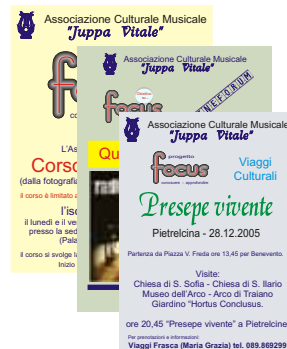 Associazione Culturale Musicale
"Juppa Vitale"
L'As
Corso
(dalla fotografia
Il corso è limitato a
l'isc
il lunedì e il ve
presso la sed
(Pala
Il corso si svolge la
Inizio
Associazione Culturale Musicale
"Juppa Vitale"
focus
CINEFORUM
Qu
Associazione Culturale Musicale
"Juppa Vitale"
progetto
focus
conoscere - approfondire
Viaggi
Culturali
Presepe vivente
Pietrelcina - 28.12.2005
Partenza da Piazza V. Freda ore 13,45 per Benevento.
Visite:
Chiesa di S. Sofia - Chiesa di S. Ilario
Museo dell'Arco - Arco di Traiano
Giardino "Hortus Conclusus.
ore 20,45 "Presepe vivente" a Pietrelcine
Per prenotazioni e informazioni:
Viaggi Frasca (Maria Grazia) tel. 089.869299